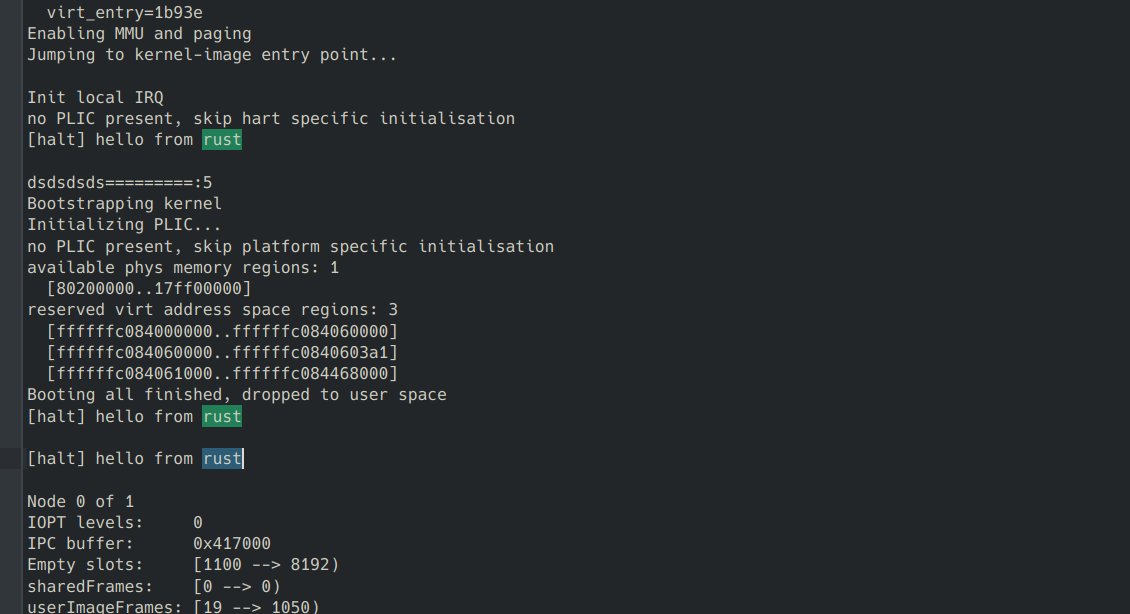 virt_entry=1b93e
Enabling MMU and paging
Jumping to kernel-image entry point...
Init local IRQ
no PLIC present, skip hart specific initialisation
[halt] hello from rust
dsdsdsds=========:5
Bootstrapping kernel
Initializing PLIC...
no PLIC present, skip platform specific initialisation
available phys memory regions: 1
[80200000..17ff00000]
reserved virt address space regions: 3
[ffffffc084000000..ffffffc084060000]
[ffffffc084060000..ffffffc0840603a1]
[ffffffc084061000..ffffffc084468000]
Booting all finished, dropped to user space
[halt] hello from rust
[halt] hello from rust
Node 0 of 1
IOPT levels:     0
IPC buffer:      0x417000
Empty slots:     [1100 --> 8192)
sharedFrames:    [0 --> 0)
userImageFrames: [19 --> 1050)